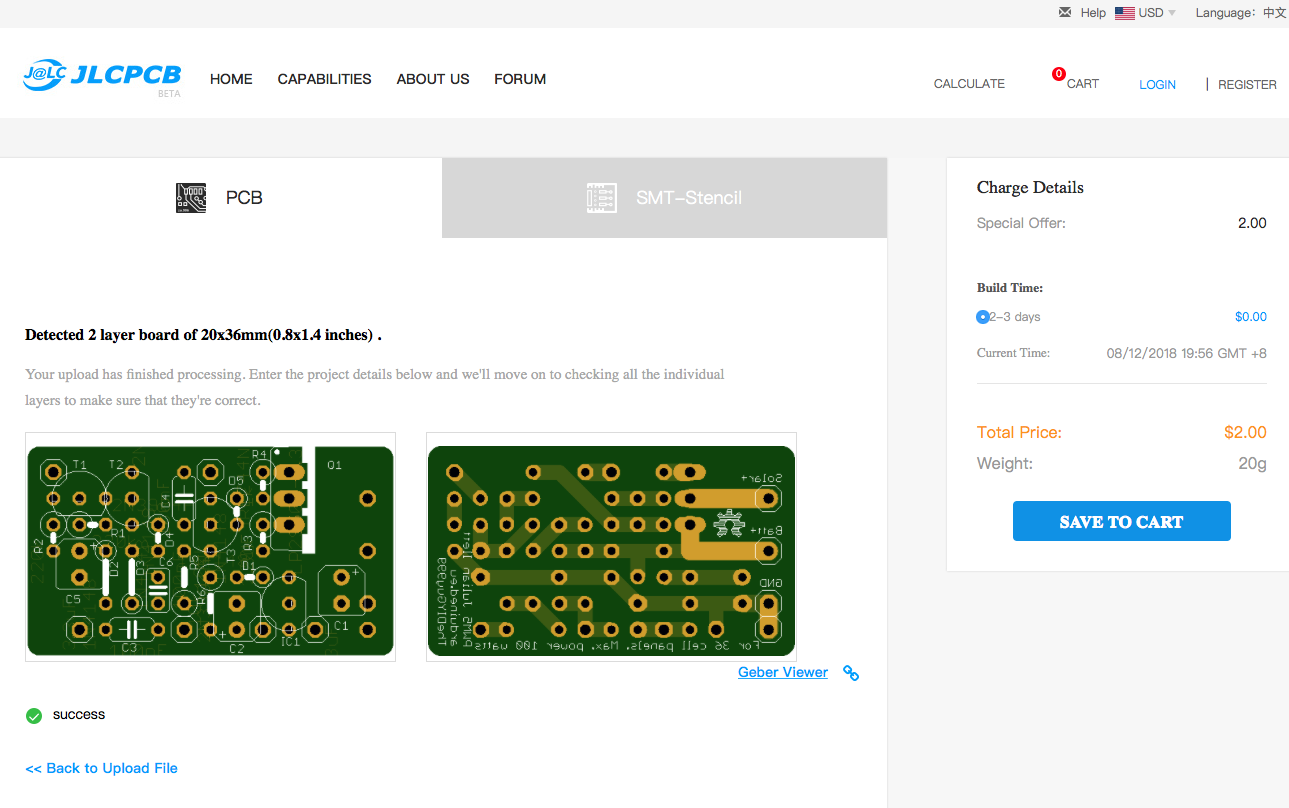 Help USD Language: 中文
J@LC JLCPCB
BETA
HOME CAPABILITIES ABOUT US FORUM
CALCULATE 0 CART LOGIN | REGISTER
PCB
SMT-Stencil
Detected 2 layer board of 20x36mm(0.8x1.4 inches) .
Your upload has finished processing. Enter the project details below and we'll move on to checking all the individual
layers to make sure that they're correct.
T1 T2 R4 Q1
D5
C4
R1 D4
R2 D2 D3 R5 T3 R3 D1
C5 R6
C3 C2 IC1 C1
Solar+
Batt+
GND
TheDIYGuy999
arduined.eu
For 36 cell panels. Max. power 100 watts
Geber Viewer
success
<< Back to Upload File
Charge Details
Special Offer: 2.00
Build Time:
2-3 days $0.00
Current Time: 08/12/2018 19:56 GMT +8
Total Price: $2.00
Weight: 20g
SAVE TO CART